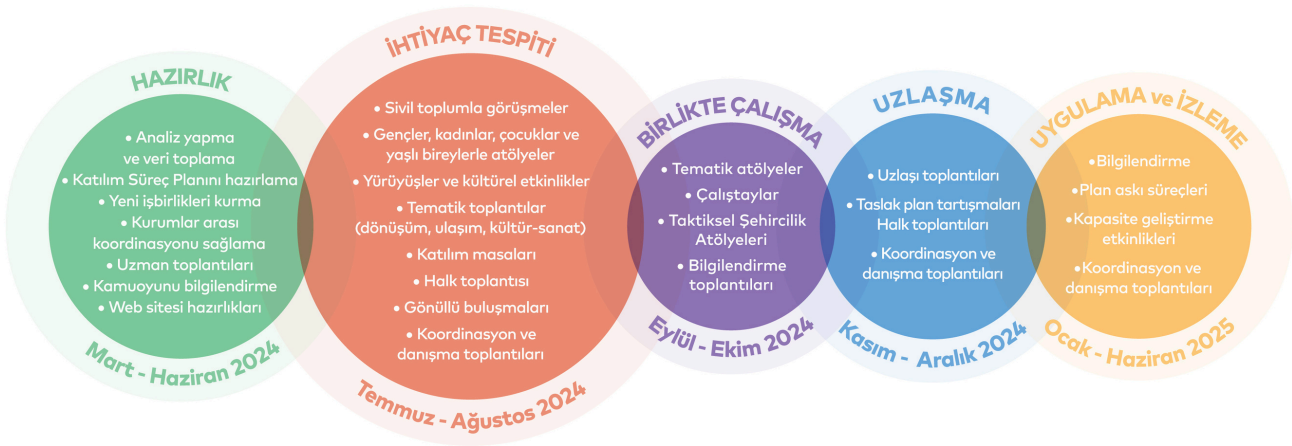 HAZIRLIK
• Analiz yapma
ve veri toplama
• Katılım Süreç Planını hazırlama
• Yeni işbirlikleri kurma
• Kurumlar arası
koordinasyonu sağlama
• Uzman toplantıları
• Kamuoyunu bilgilendirme
• Web sitesi hazırlıkları
Mart - Haziran 2024
İHTİYAÇ TESPİTİ
• Sivil toplumla görüşmeler
• Gençler, kadınlar, çocuklar ve
yaşlı bireylerle atölyeler
• Yürüyüşler ve kültürel etkinlikler
• Tematik toplantılar
(dönüşüm, ulaşım, kültür-sanat)
• Katılım masaları
• Halk toplantısı
• Gönüllü buluşmaları
• Koordinasyon ve
danışma toplantıları
Temmuz - Ağustos 2024
BİRLİKTE ÇALIŞMA
• Tematik atölyeler
• Çalıştaylar
• Taktiksel Şehircilik
Atölyeleri
• Bilgilendirme
toplantıları
Eylül - Ekim 2024
UZLAŞMA
• Uzlaşı toplantıları
• Taslak plan tartışmaları
Halk toplantıları
• Koordinasyon ve
danışma toplantıları
Kasım - Aralık 2024
UYGULAMA ve İZLEME
•Bilgilendirme
•Plan askı süreçleri
•Kapasite geliştirme
etkinlikleri
•Koordinasyon ve
danışma toplantıları
Ocak - Haziran 2025